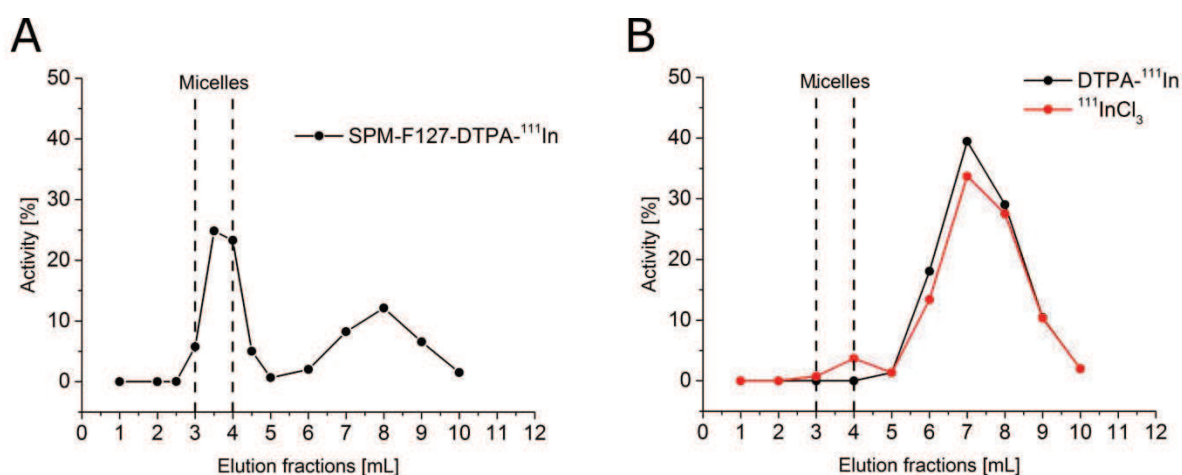 A
Micelles
SPM-F127-DTPA-¹¹¹In
Activity [%]
50
40
30
20
10
0
0 1 2 3 4 5 6 7 8 9 10 11 12
Elution fractions [mL]
B
Micelles
DTPA-¹¹¹In
¹¹¹InCl₃
Activity [%]
50
40
30
20
10
0
0 1 2 3 4 5 6 7 8 9 10 11 12
Elution fractions [mL]